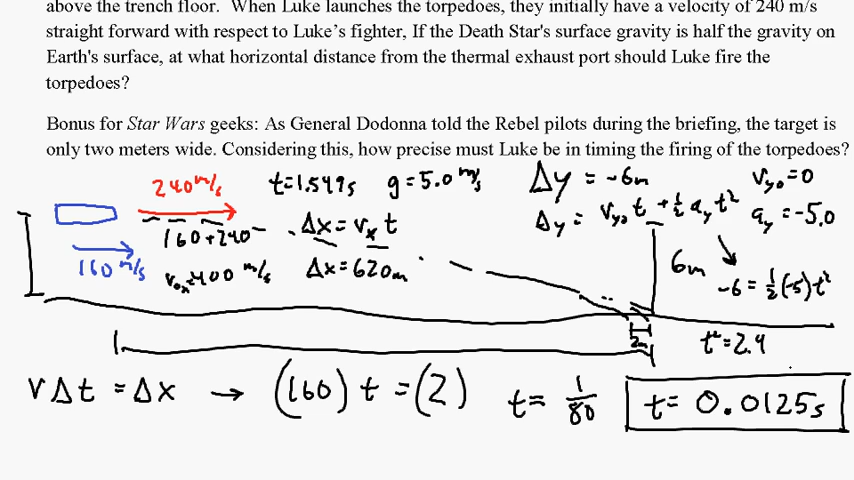 above the trench floor. When Luke launches the torpedoes, they initially have a velocity of 240 m/s
straight forward with respect to Luke's fighter, If the Death Star's surface gravity is half the gravity on
Earth's surface, at what horizontal distance from the thermal exhaust port should Luke fire the
torpedoes?
Bonus for Star Wars geeks: As General Dodonna told the Rebel pilots during the briefing, the target is
only two meters wide. Considering this, how precise must Luke be in timing the firing of the torpedoes?
240 m/s t=1.549s g=5.0 m/s Δy = -6m Vyo=0
160+240 Δx = Vx t Δy = Vyo t + ½ ay t² ay = -5.0
160 m/s Vox=400 m/s Δx=620m 6m -6 = ½(-5)t²
2m t²=2.4
V Δt = Δx → (160) t = (2) t = 1/80 t= 0.0125s